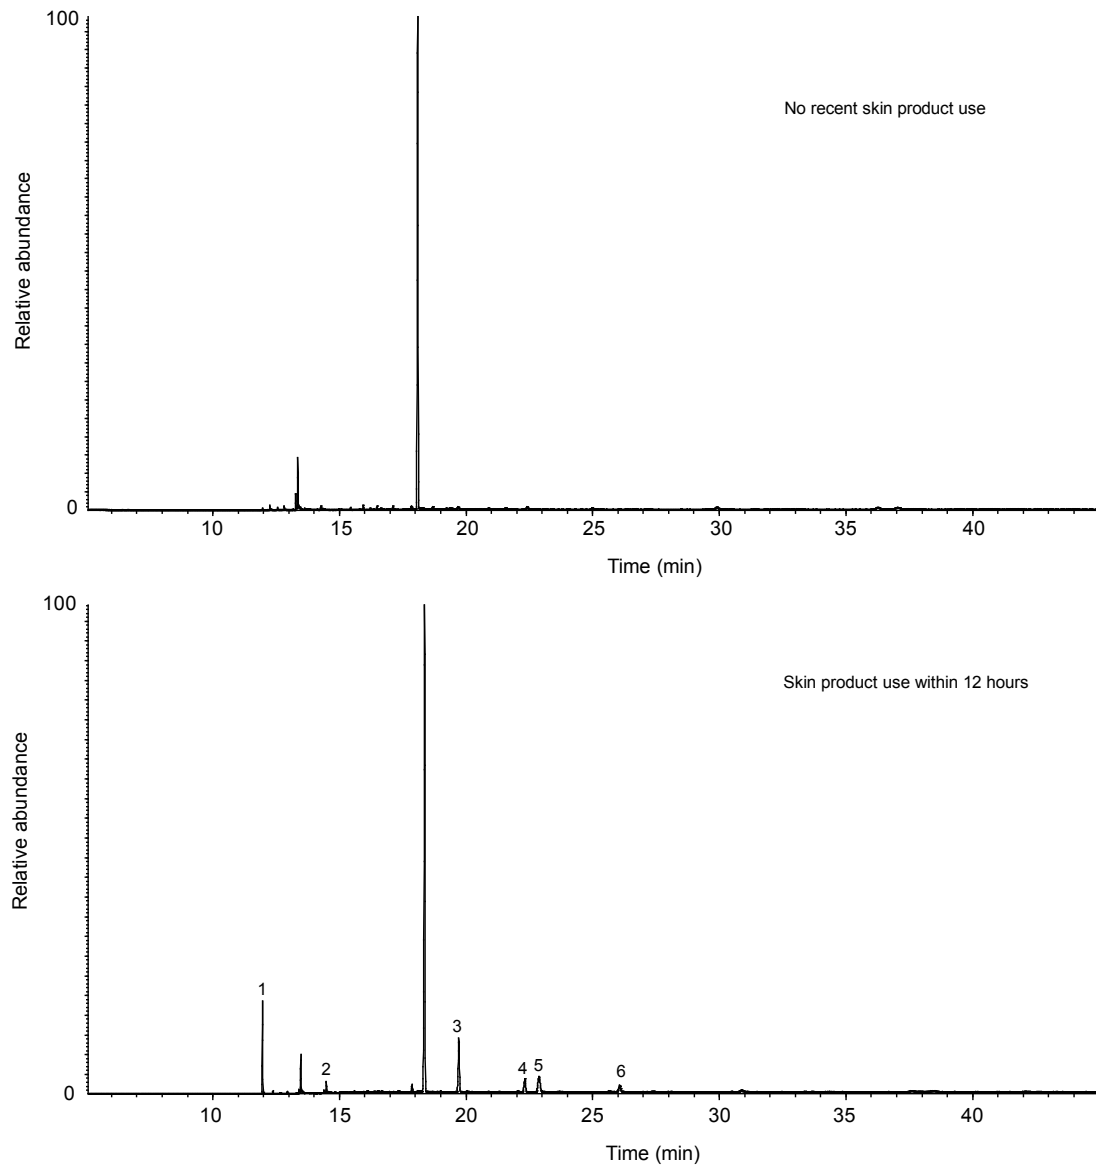 100
No recent skin product use
Relative abundance
0
10 15 20 25 30 35 40
Time (min)
100
Skin product use within 12 hours
Relative abundance
1
2
3
4 5
6
0
10 15 20 25 30 35 40
Time (min)